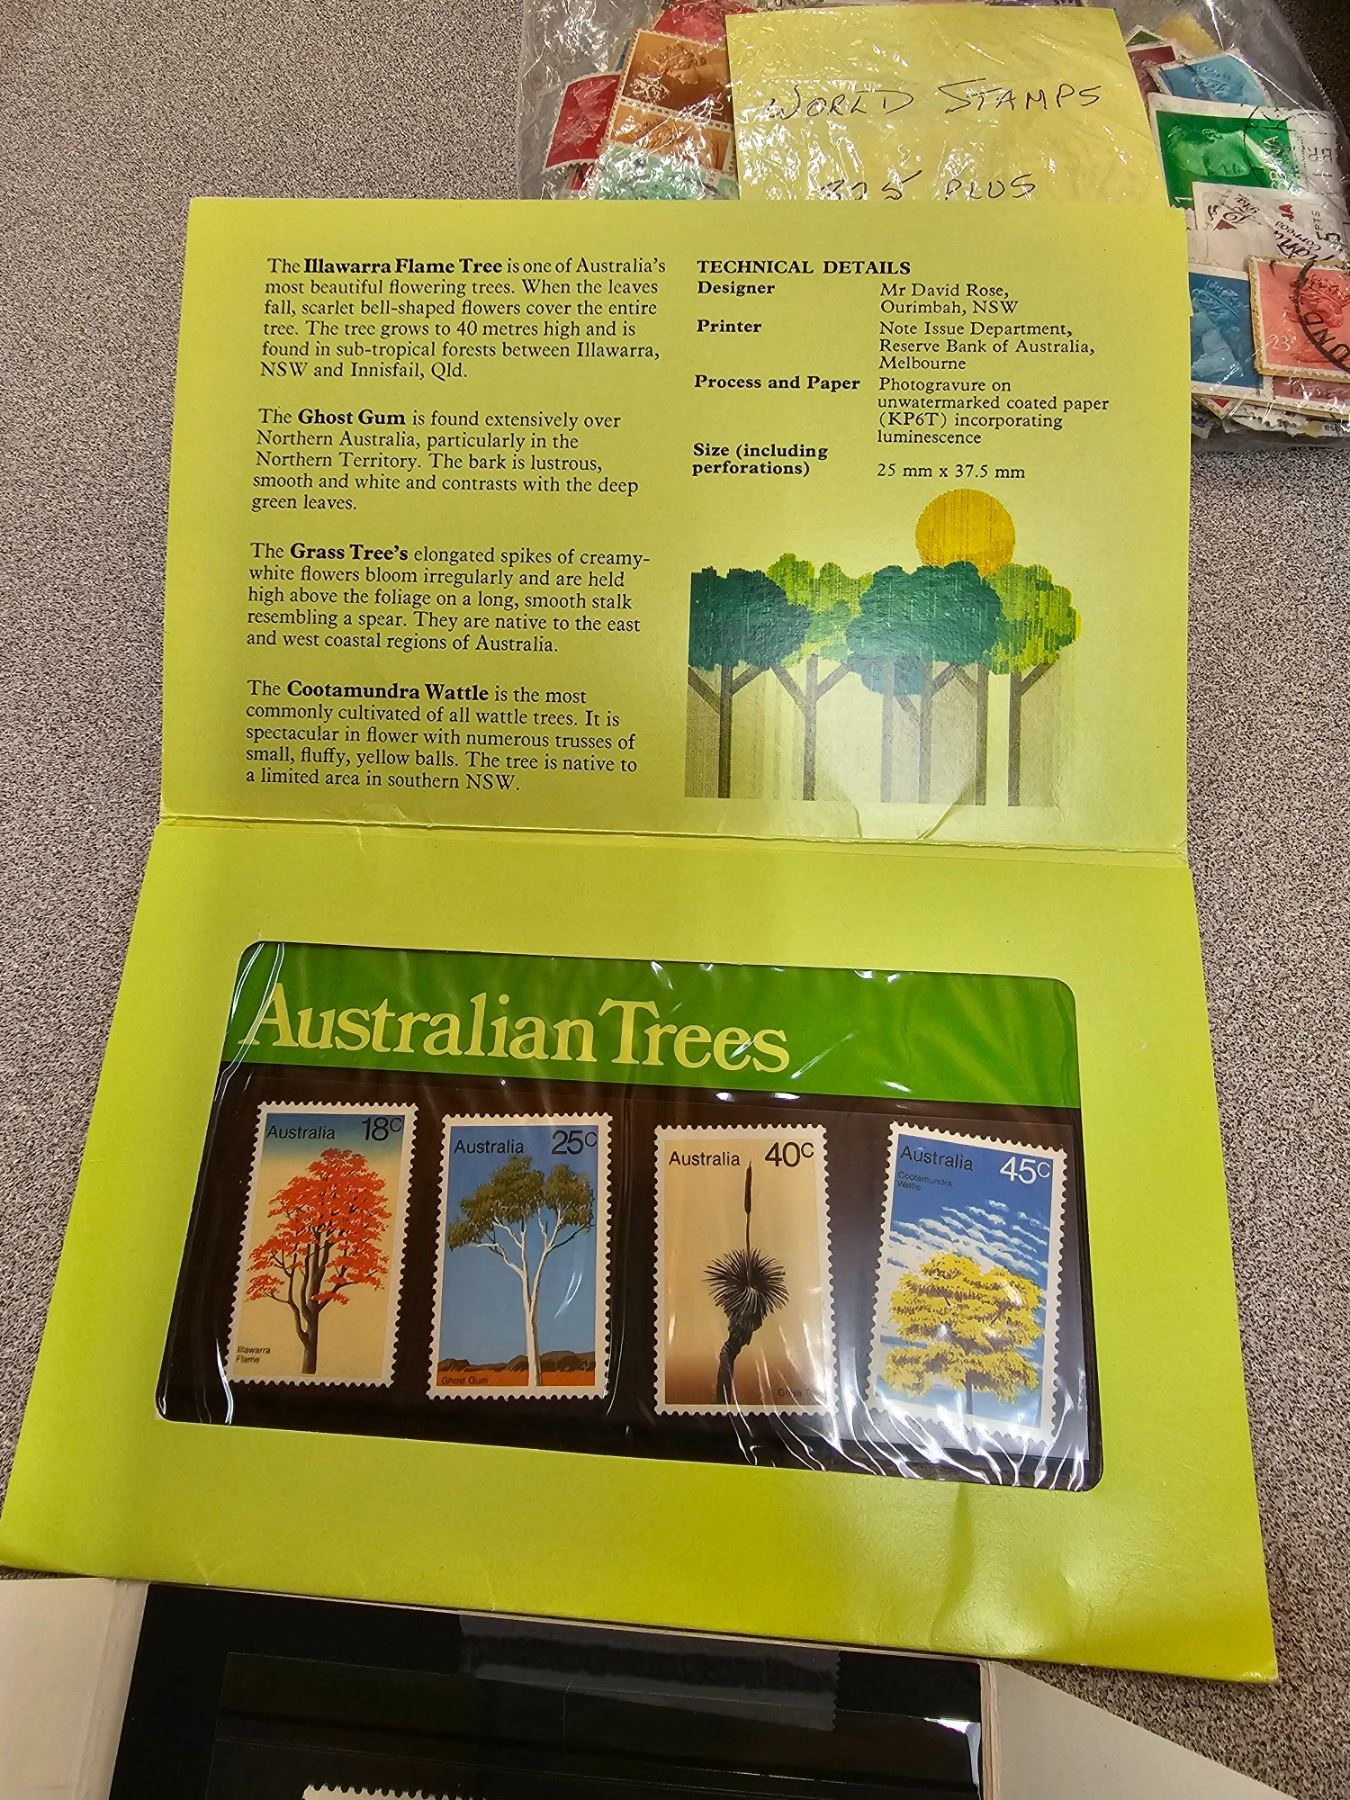 WORLD STAMPS
PLUS
The Illawarra Flame Tree is one of Australia's
most beautiful flowering trees. When the leaves
fall, scarlet bell-shaped flowers cover the entire
tree. The tree grows to 40 metres high and is
found in sub-tropical forests between Illawarra,
NSW and Innisfail, Qld.
The Ghost Gum is found extensively over
Northern Australia, particularly in the
Northern Territory. The bark is lustrous,
smooth and white and contrasts with the deep
green leaves.
The Grass Tree's elongated spikes of creamy-
white flowers bloom irregularly and are held
high above the foliage on a long, smooth stalk
resembling a spear. They are native to the east
and west coastal regions of Australia.
The Cootamundra Wattle is the most
commonly cultivated of all wattle trees. It is
spectacular in flower with numerous trusses of
small, fluffy, yellow balls. The tree is native to
a limited area in southern NSW.
TECHNICAL DETAILS
Designer Mr David Rose,
Ourimbah, NSW
Printer Note Issue Department,
Reserve Bank of Australia,
Melbourne
Process and Paper Photogravure on
unwatermarked coated paper
(KP6T) incorporating
luminescence
Size (including
perforations) 25 mm x 37.5 mm
Australian Trees
Australia 18c
Illawarra
Flame
Australia 25c
Ghost Gum
Australia 40c
Grass
Australia 45c
Cootamundra
Wattle